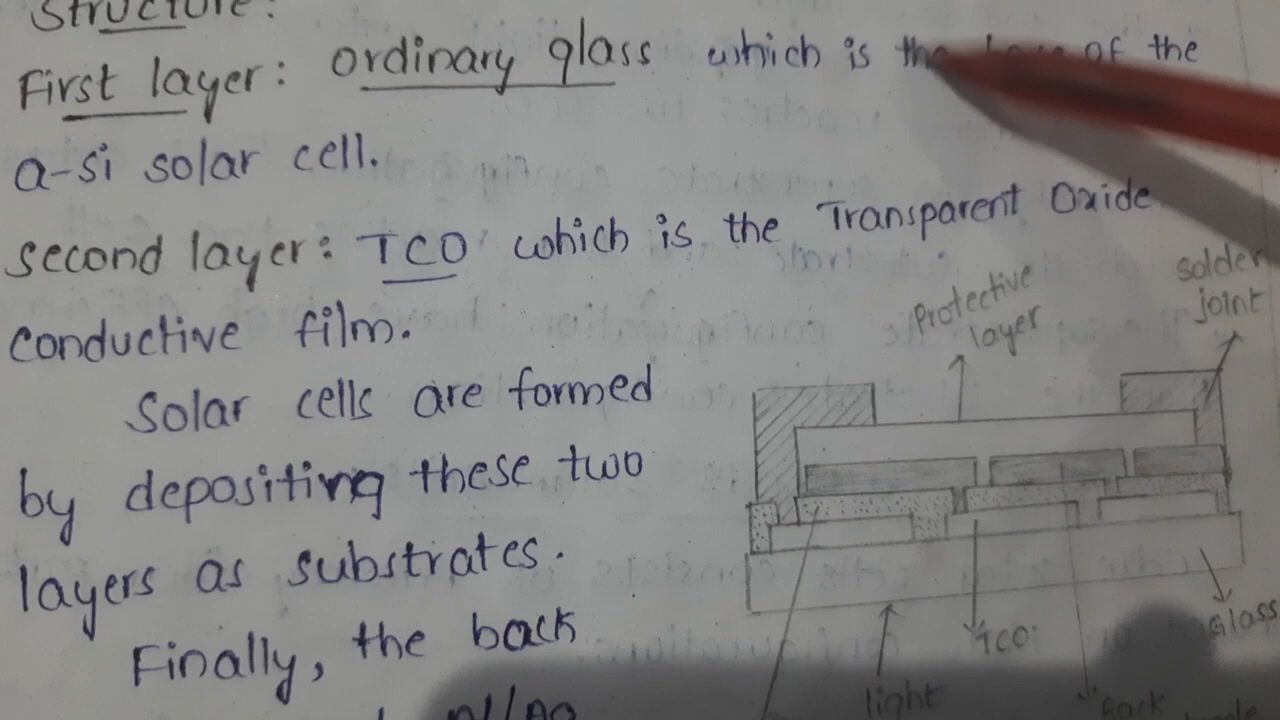 Structure:
First layer: ordinary glass which is the of the
a-si solar cell.
second layer: TCO which is the Transparent Oxide
conductive film.
Solar cells are formed
by depositing these two
layers as substrates.
Finally, the back
Protective
layer
solder
joint
TCO
Glass
light
Back